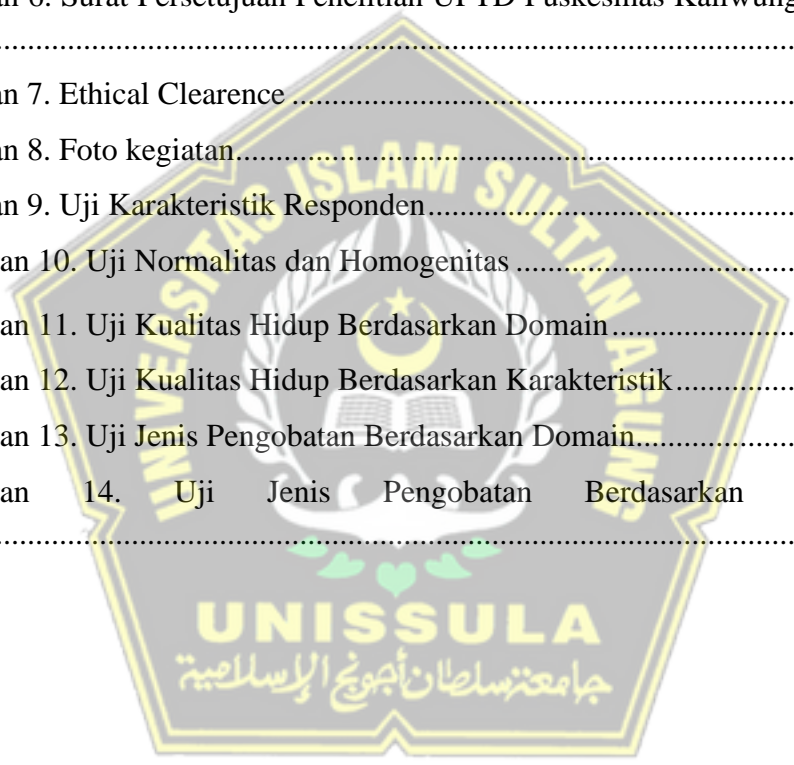 an 6. Surat Persetujuan Penelitian UPTD Puskesmas Kaliwung
................................................................................
an 7. Ethical Clearence................................................................
an 8. Foto kegiatan................................................................
an 9. Uji Karakteristik Responden................................................
an 10. Uji Normalitas dan Homogenitas........................................
an 11. Uji Kualitas Hidup Berdasarkan Domain............................
an 12. Uji Kualitas Hidup Berdasarkan Karakteristik....................
an 13. Uji Jenis Pengobatan Berdasarkan Domain........................
an 14. Uji Jenis Pengobatan Berdasarkan
................................................................................
UNIVERSITAS ISLAM SULTAN AGUNG
UNISSULA
جامعتنسلطان أجونج الإسلامية